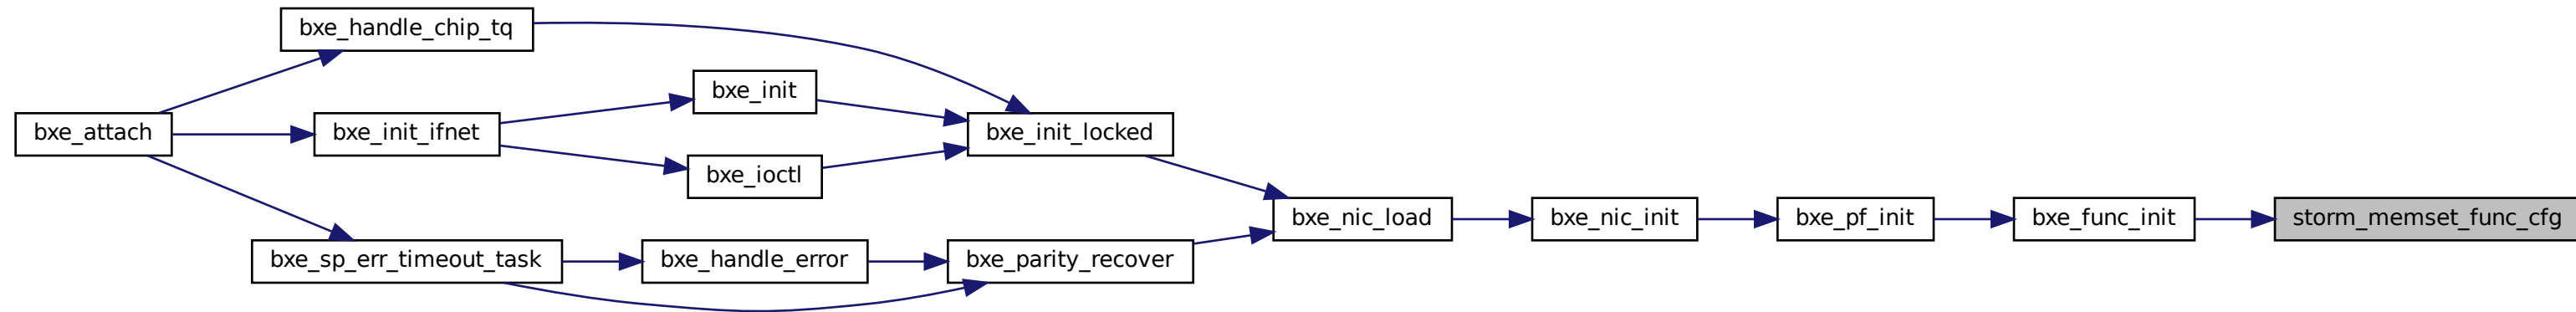 bxe_handle_chip_tq
bxe_init
bxe_attach
bxe_init_ifnet
bxe_init_locked
bxe_ioctl
bxe_nic_load
bxe_nic_init
bxe_pf_init
bxe_func_init
storm_memset_func_cfg
bxe_sp_err_timeout_task
bxe_handle_error
bxe_parity_recover